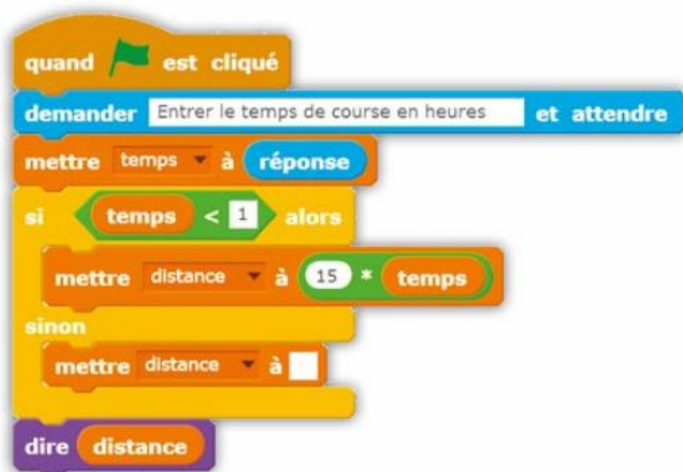 quand est cliqué
demander Entrer le temps de course en heures et attendre
mettre temps à réponse
si temps < 1 alors
mettre distance à 15 * temps
sinon
mettre distance à
dire distance